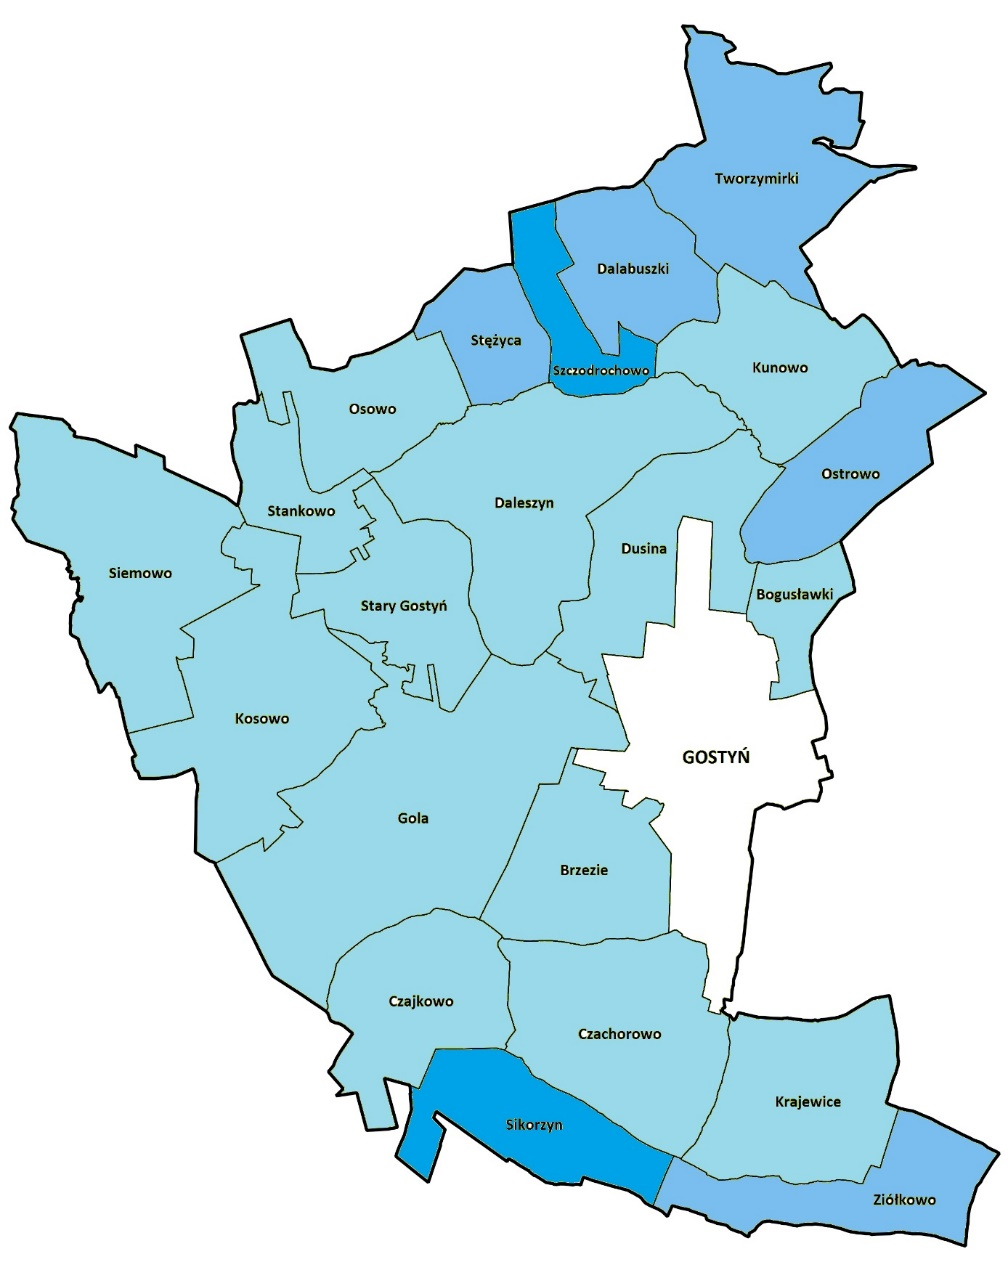 Tworzymirki
Dalabuszki
Stężyca
Szczodrochowo
Kunowo
Osowo
Ostrowo
Daleszyn
Stankowo
Dusina
Siemowo
Bogusławki
Stary Gostyń
Kosowo
GOSTYŃ
Gola
Brzezie
Czajkowo
Czachorowo
Krajewice
Sikorzyn
Ziółkowo